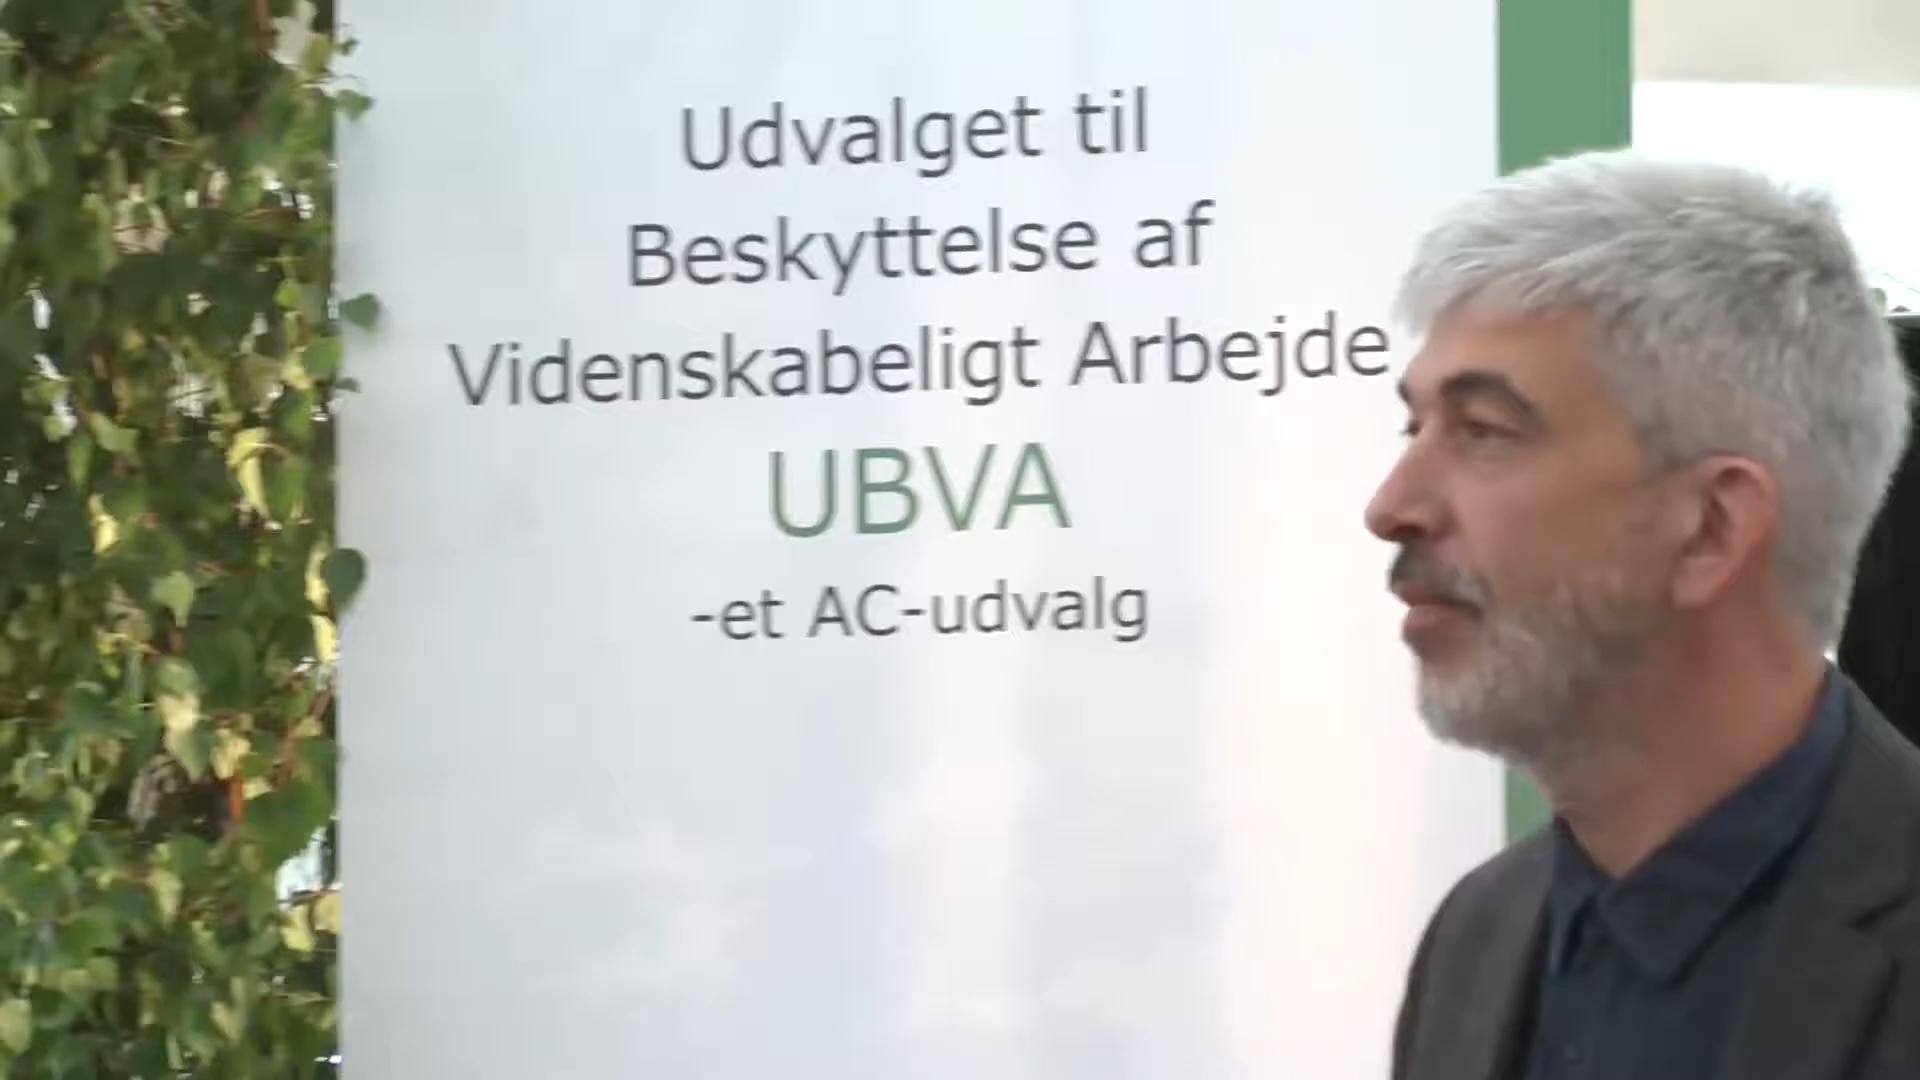 Udvalget til
Beskyttelse af
Videnskabeligt Arbejde
UBVA
-et AC-udvalg